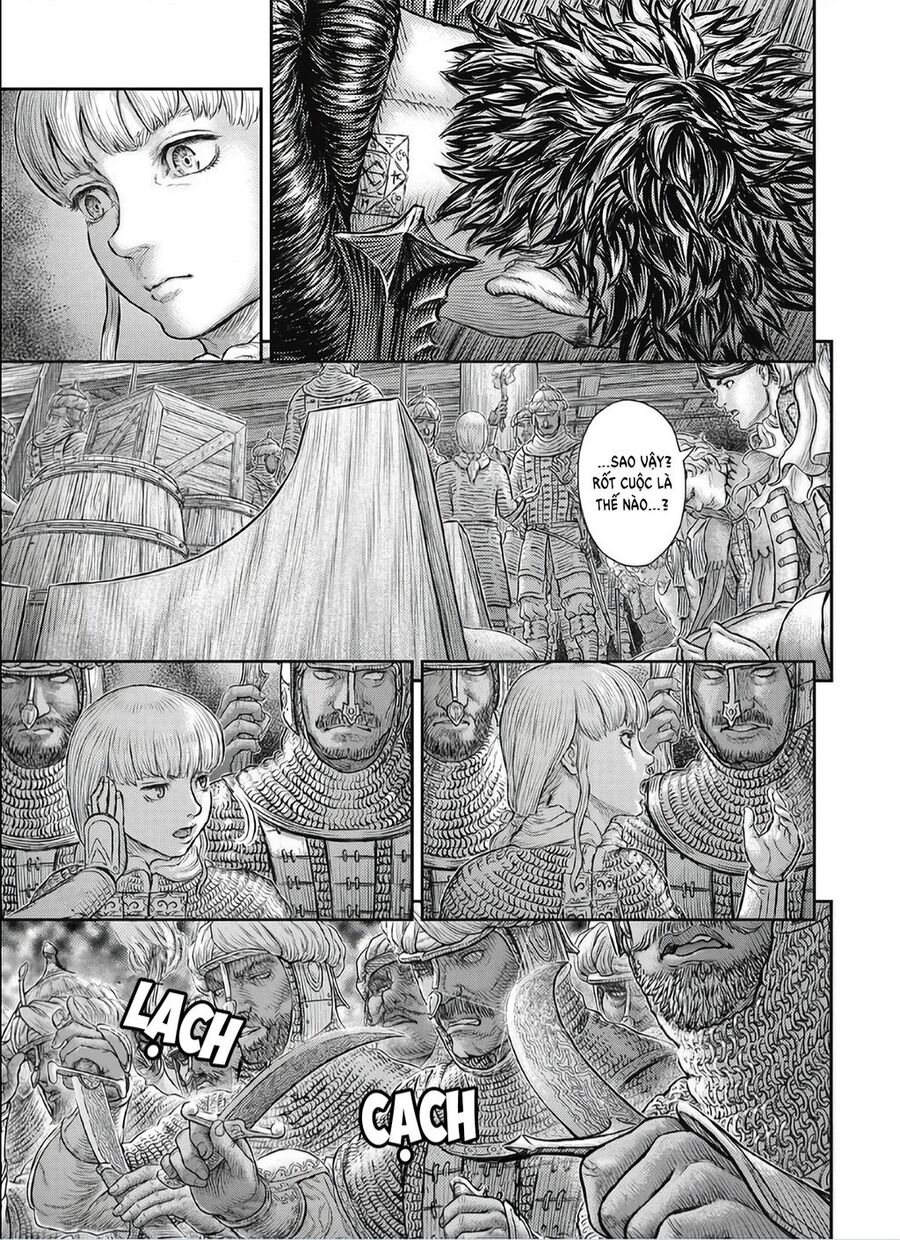 ...SAO VẬY?
RỐT CUỘC LÀ
THẾ NÀO...?
LẠCH
CẠCH